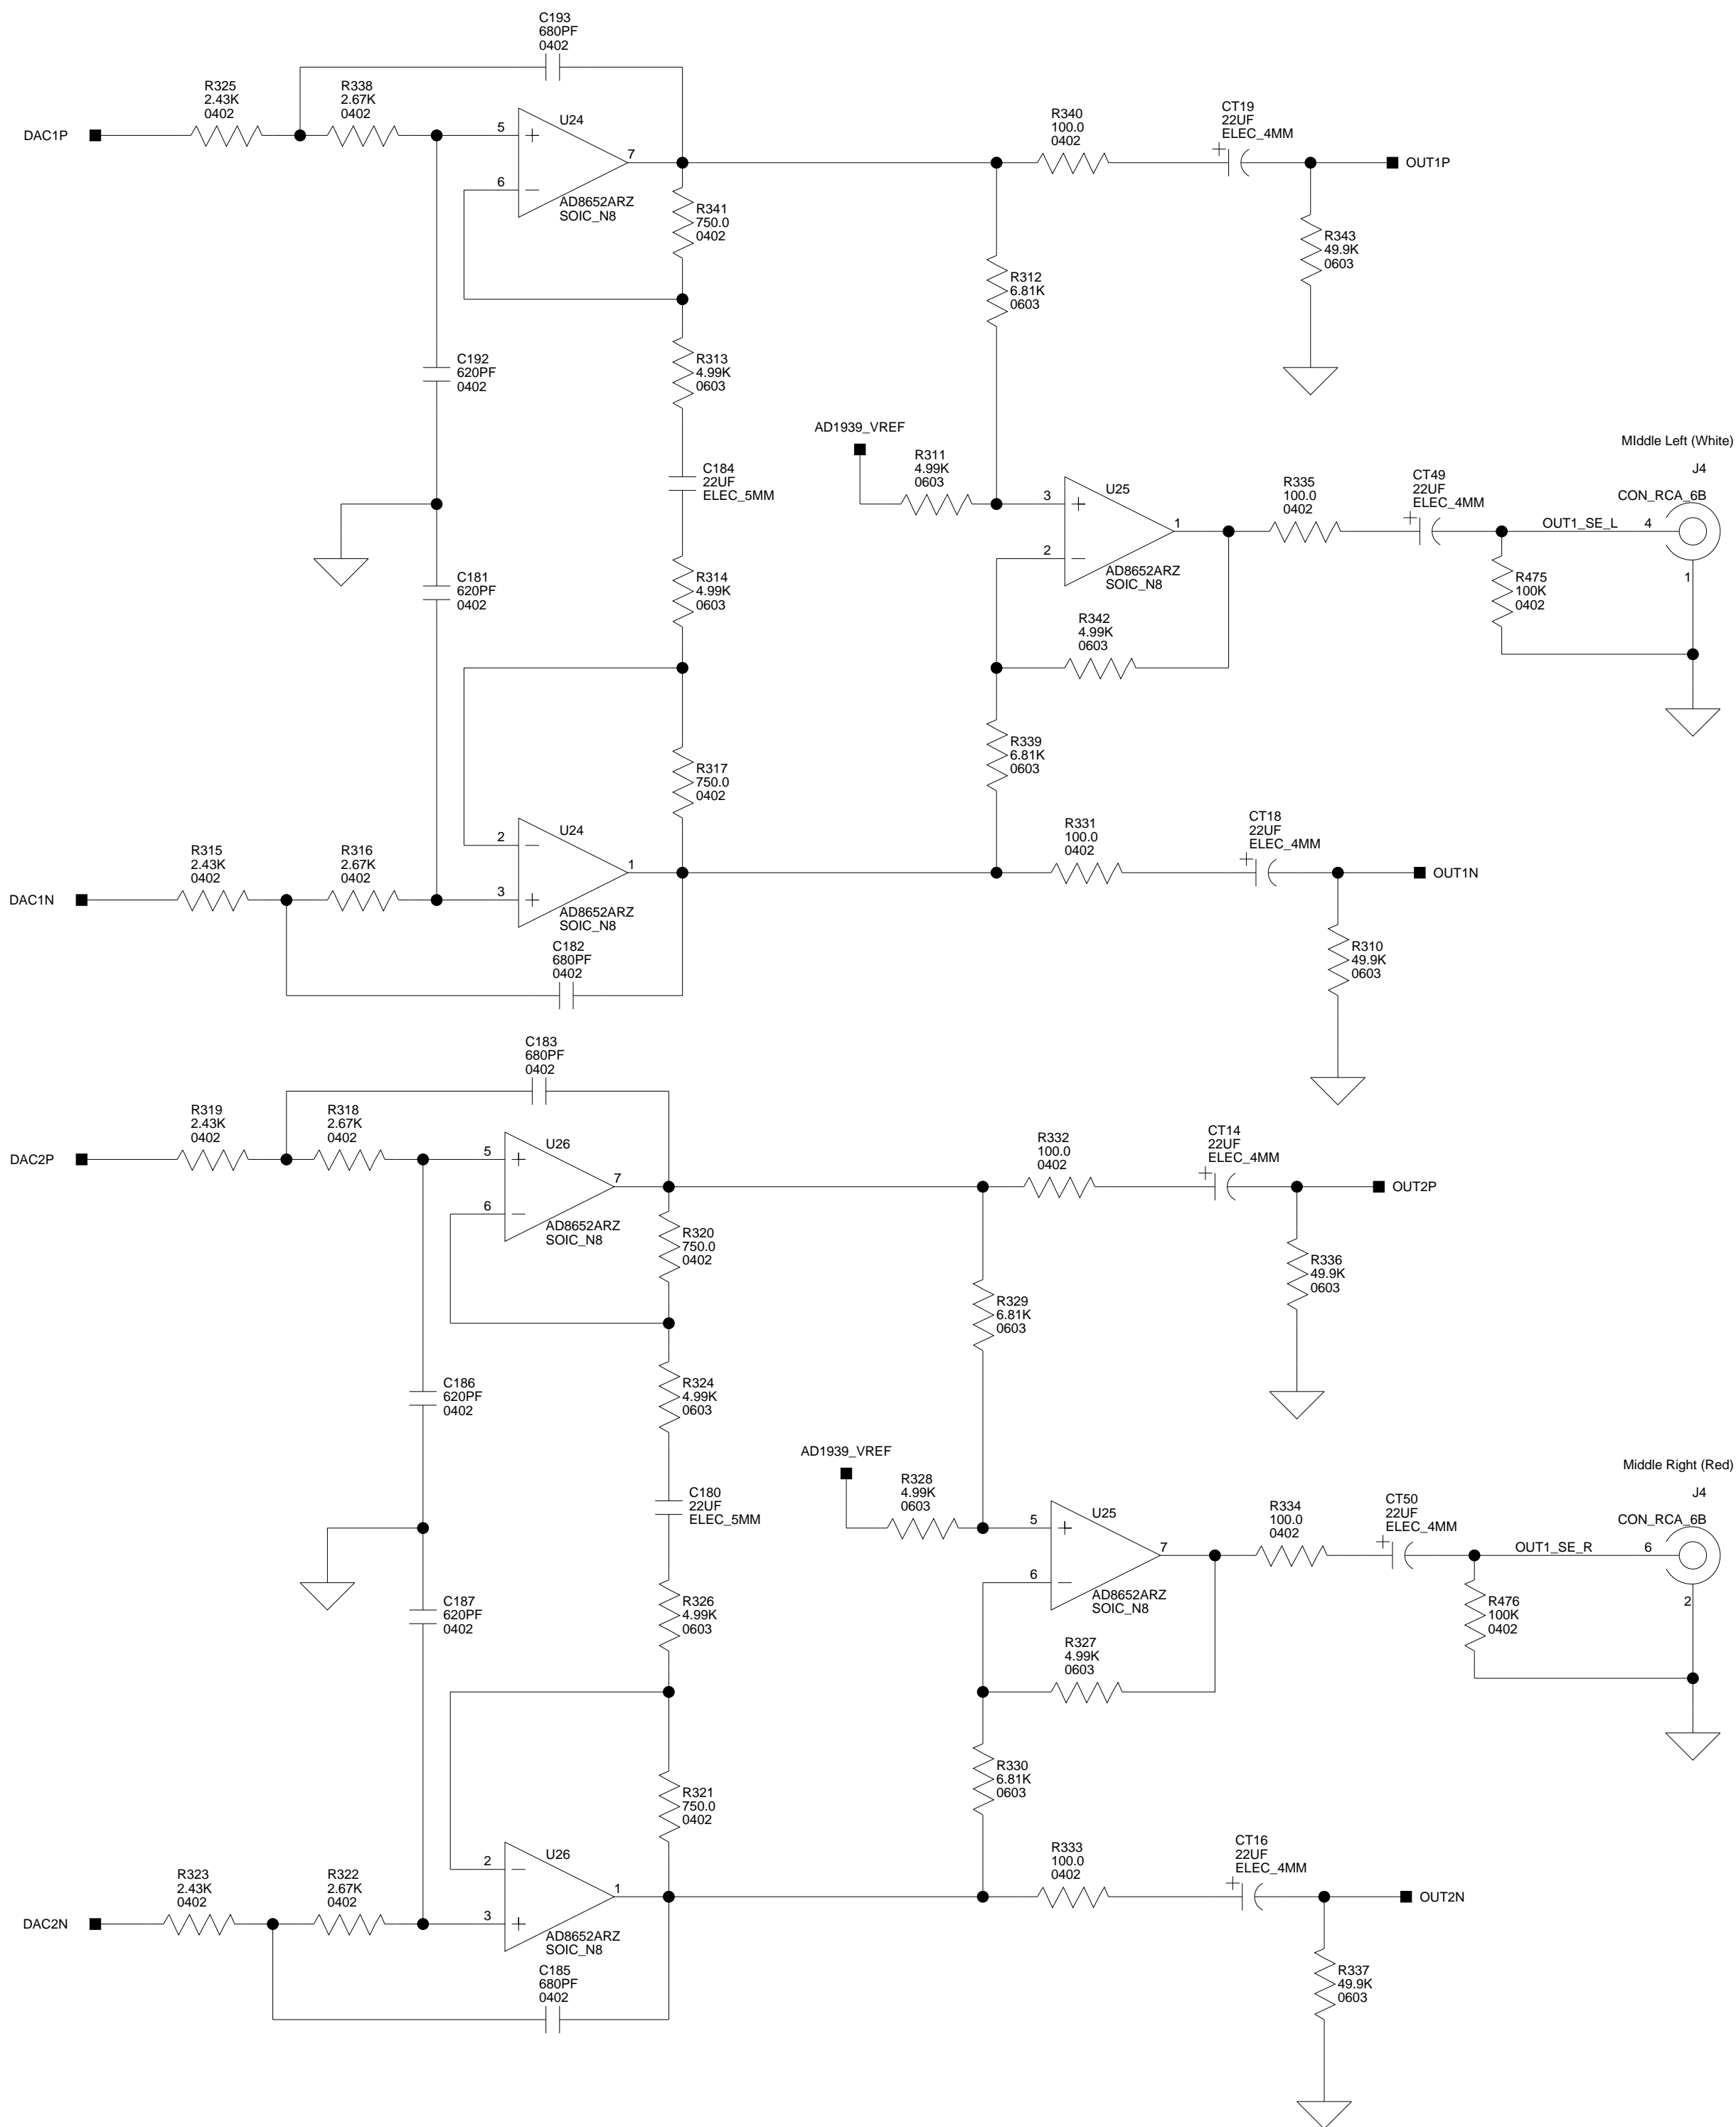 C193
680PF
0402
R325
2.43K
0402
R338
2.67K
0402
DAC1P
5
6
7
U24
AD8652ARZ
SOIC_N8
R340
100.0
0402
CT19
22UF
ELEC_4MM
OUT1P
R341
750.0
0402
R343
49.9K
0603
R312
6.81K
0603
C192
620PF
0402
R313
4.99K
0603
AD1939_VREF
MIddle Left (White)
R311
4.99K
0603
C184
22UF
ELEC_5MM
J4
CON_RCA_6B
3
2
1
U25
AD8652ARZ
SOIC_N8
R335
100.0
0402
CT49
22UF
ELEC_4MM
OUT1_SE_L
4
1
C181
620PF
0402
R314
4.99K
0603
R475
100K
0402
R342
4.99K
0603
R339
6.81K
0603
R317
750.0
0402
R315
2.43K
0402
R316
2.67K
0402
DAC1N
2
3
1
U24
AD8652ARZ
SOIC_N8
R331
100.0
0402
CT18
22UF
ELEC_4MM
OUT1N
C182
680PF
0402
R310
49.9K
0603
C183
680PF
0402
R319
2.43K
0402
R318
2.67K
0402
DAC2P
5
6
7
U26
AD8652ARZ
SOIC_N8
R332
100.0
0402
CT14
22UF
ELEC_4MM
OUT2P
R320
750.0
0402
R336
49.9K
0603
R329
6.81K
0603
C186
620PF
0402
R324
4.99K
0603
AD1939_VREF
Middle Right (Red)
R328
4.99K
0603
C180
22UF
ELEC_5MM
J4
CON_RCA_6B
5
6
7
U25
AD8652ARZ
SOIC_N8
R334
100.0
0402
CT50
22UF
ELEC_4MM
OUT1_SE_R
6
2
C187
620PF
0402
R326
4.99K
0603
R476
100K
0402
R327
4.99K
0603
R330
6.81K
0603
R321
750.0
0402
R323
2.43K
0402
R322
2.67K
0402
DAC2N
2
3
1
U26
AD8652ARZ
SOIC_N8
R333
100.0
0402
CT16
22UF
ELEC_4MM
OUT2N
C185
680PF
0402
R337
49.9K
0603